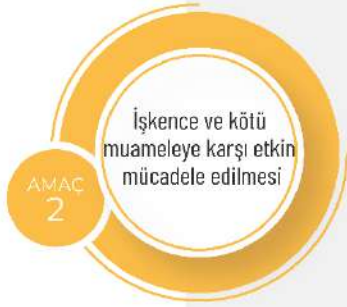 İşkence ve kötü
muameleye karşı etkin
mücadele edilmesi
AMAÇ
2